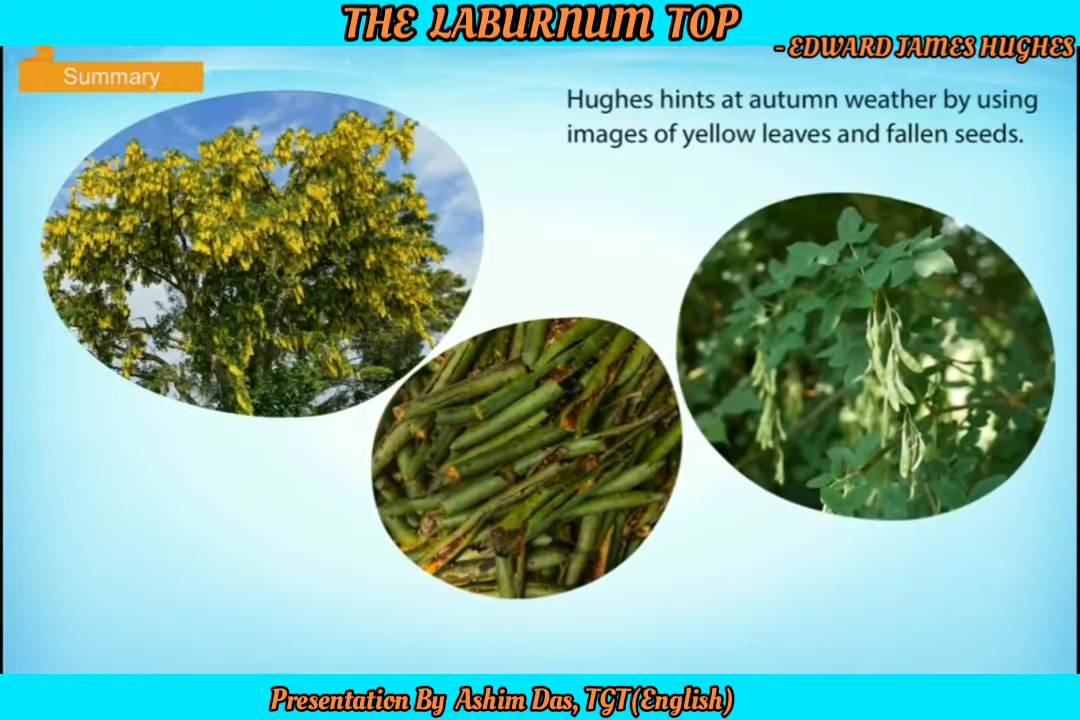 THE LABURNUM TOP
- EDWARD JAMES HUGHES
Summary
Hughes hints at autumn weather by using
images of yellow leaves and fallen seeds.
Presentation By Ashim Das, TGT(English)